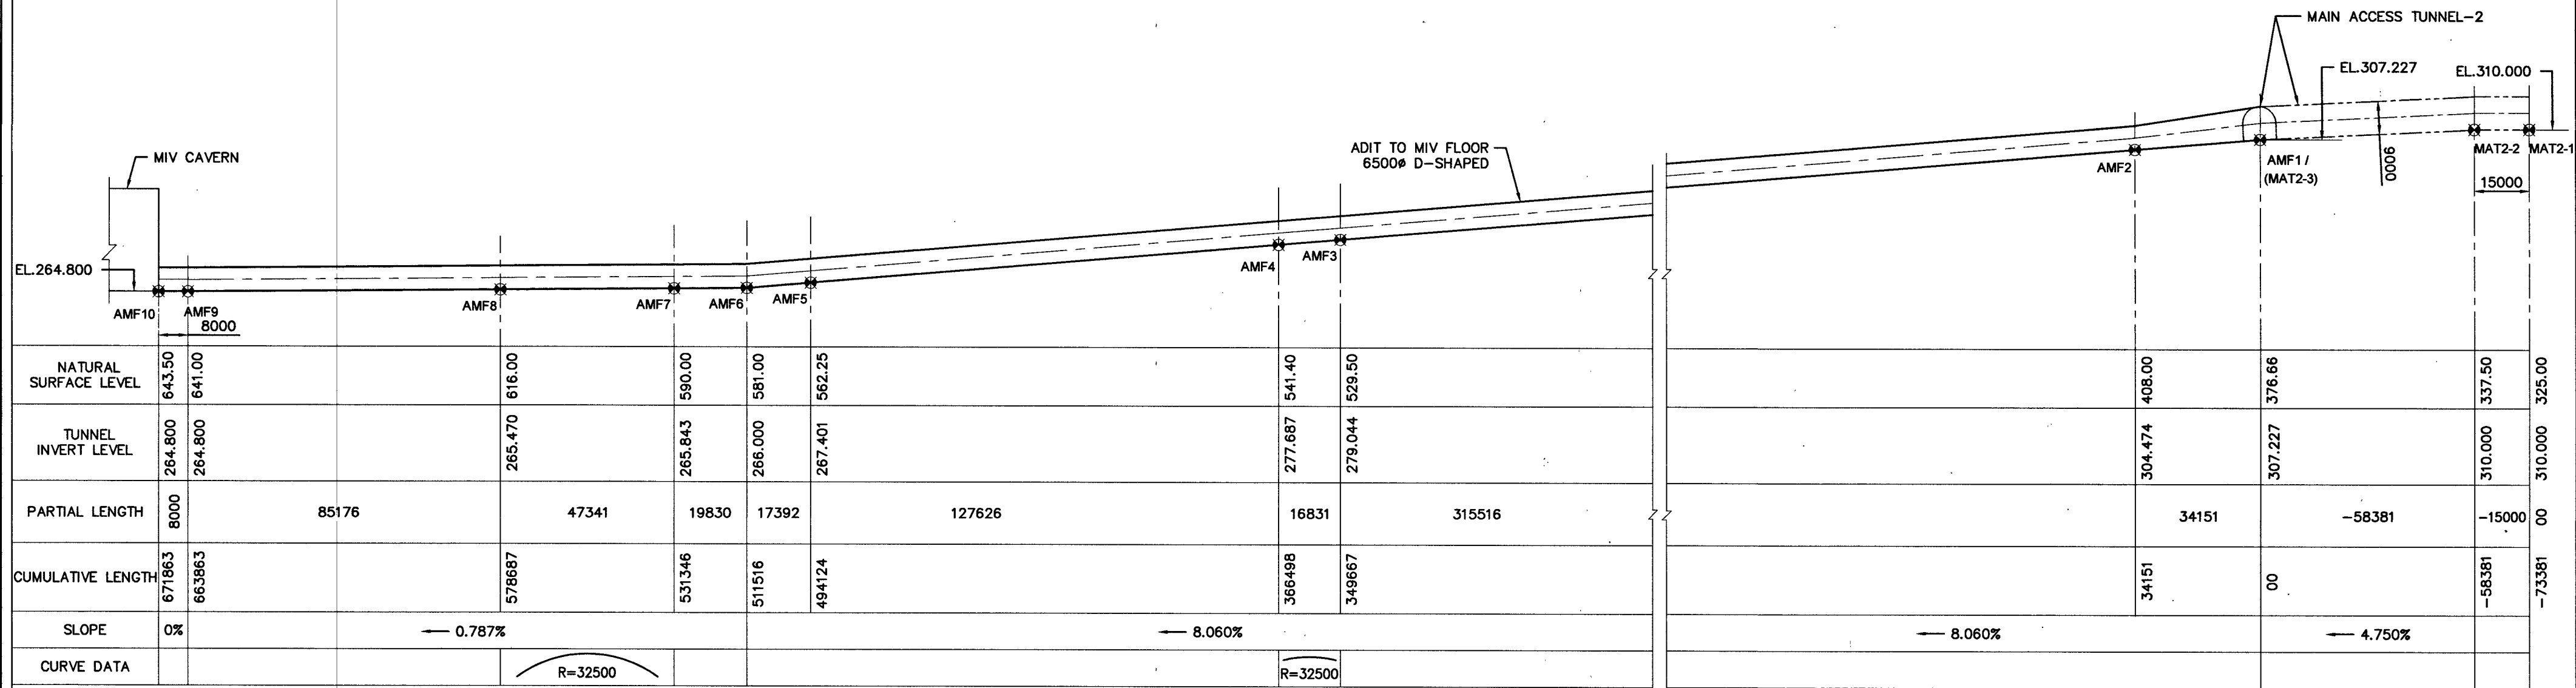 MAIN ACCESS TUNNEL-2
EL.307.227
EL.310.000
MIV CAVERN
ADIT TO MIV FLOOR
6500ø D-SHAPED
9000
MAT2-2
MAT2-1
AMF2
AMF1 /
(MAT2-3)
15000
EL.264.800
AMF4
AMF3
AMF10
AMF9
AMF8
AMF7
AMF6
AMF5
8000
NATURAL
SURFACE LEVEL
643.50
641.00
616.00
590.00
581.00
562.25
541.40
529.50
408.00
376.66
337.50
325.00
TUNNEL
INVERT LEVEL
264.800
264.800
265.470
265.843
266.000
267.401
277.687
279.044
304.474
307.227
310.000
310.000
PARTIAL LENGTH
8000
85176
47341
19830
17392
127626
16831
315516
34151
-58381
-15000
00
CUMULATIVE LENGTH
671863
663863
578687
531346
511516
494124
366498
349667
34151
00
-58381
-73381
SLOPE
0%
0.787%
8.060%
8.060%
4.750%
CURVE DATA
R=32500
R=32500